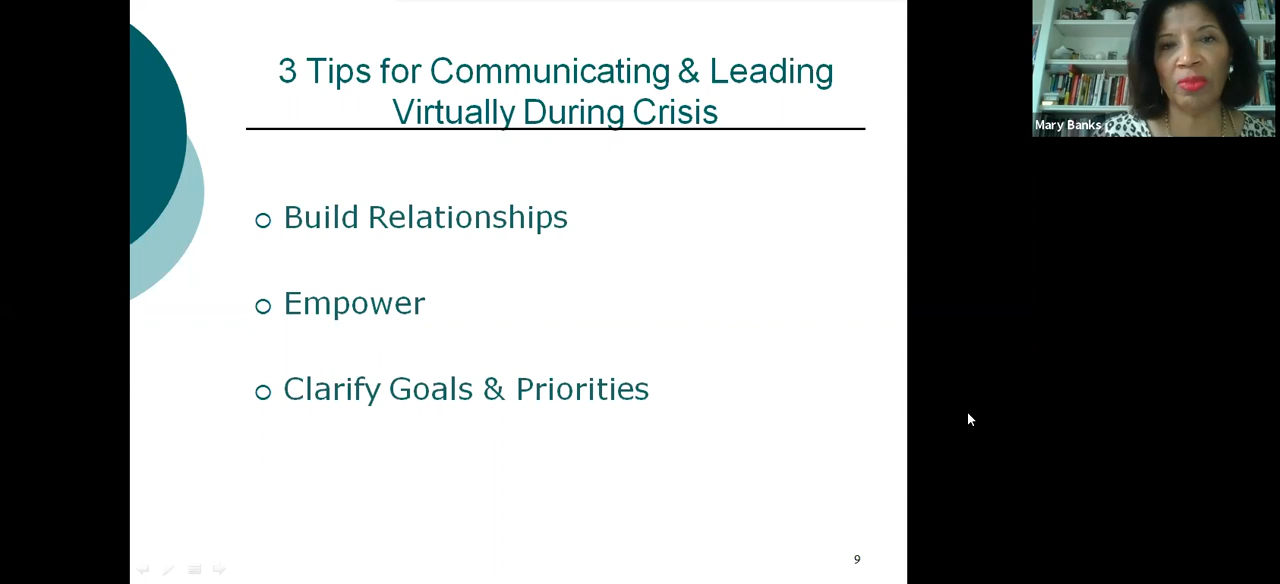 3 Tips for Communicating & Leading
Virtually During Crisis
Build Relationships
Empower
Clarify Goals & Priorities
9
Mary Banks